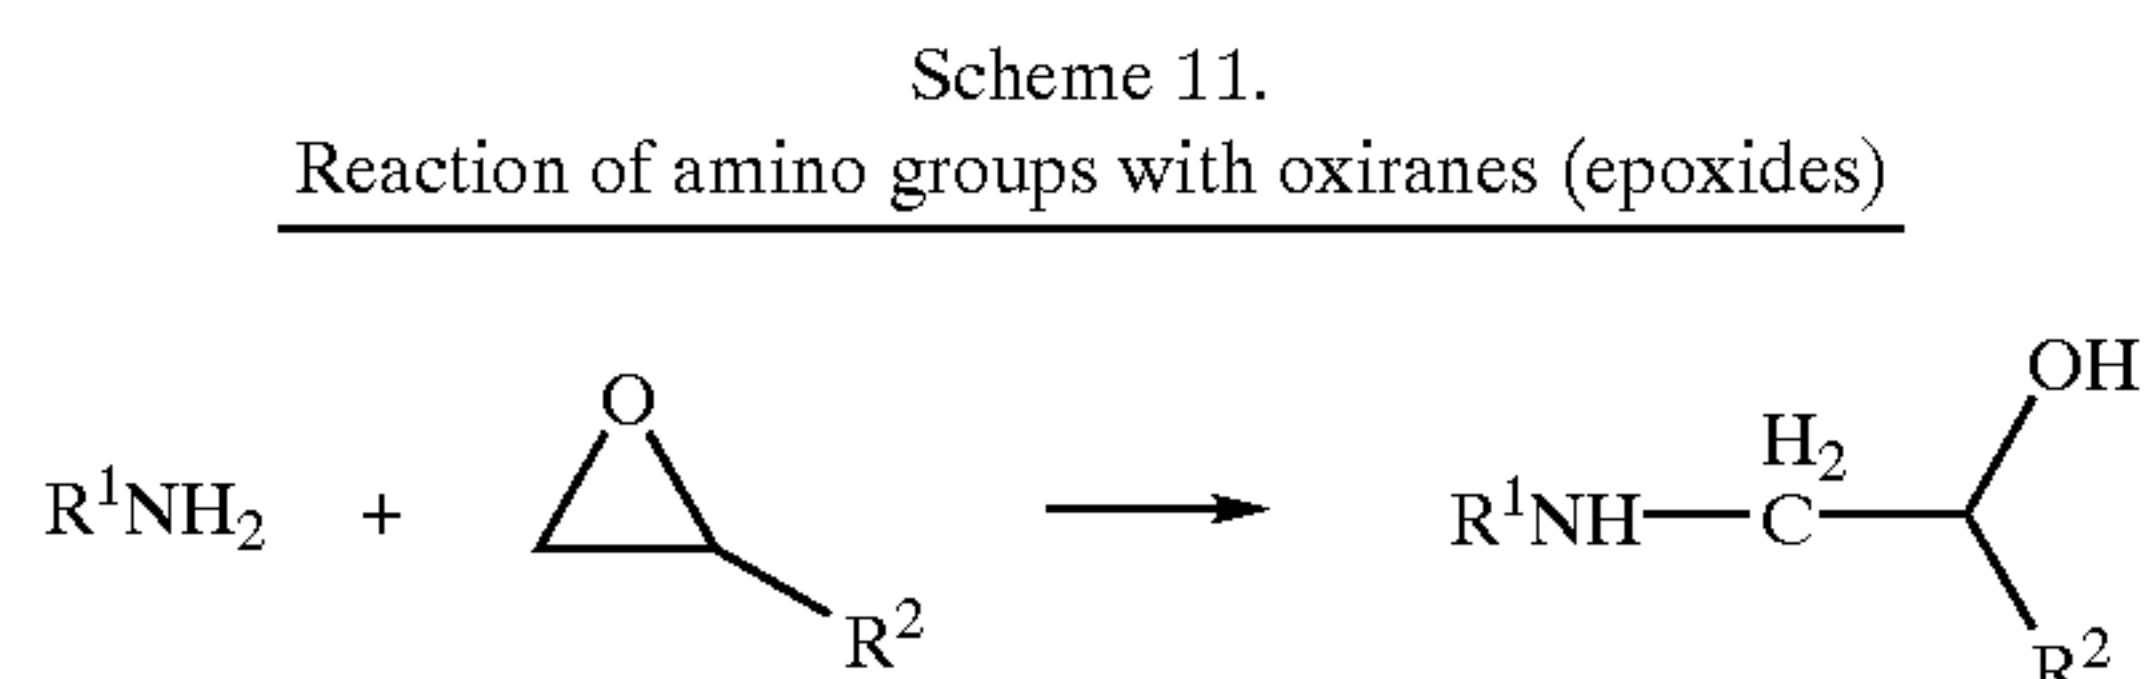 Scheme 11.
Reaction of amino groups with oxiranes (epoxides)
R¹NH₂ + O R² R¹NH H₂ C OH R²